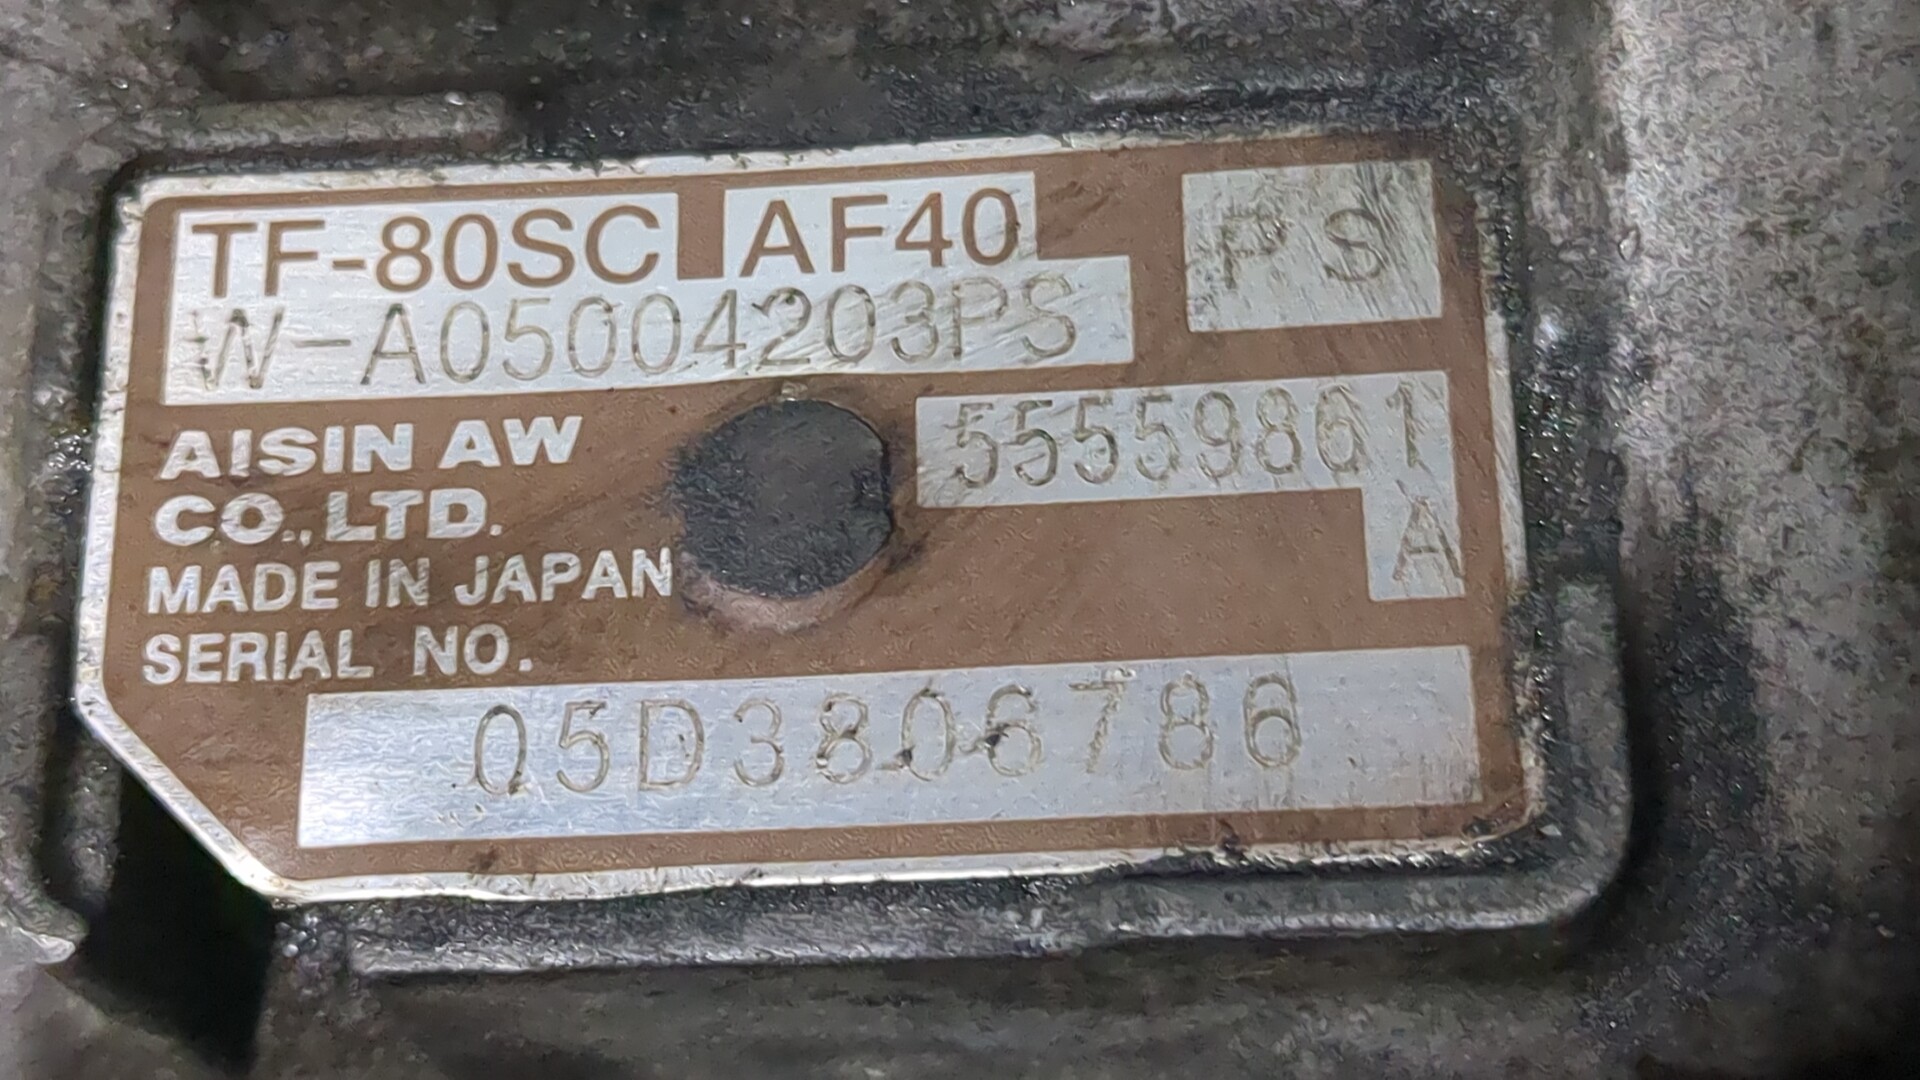 TF-80SC AF40 PS
W-A05004203PS
AISIN AW 55559861
CO.,LTD. A
MADE IN JAPAN
SERIAL NO.
05D3806786